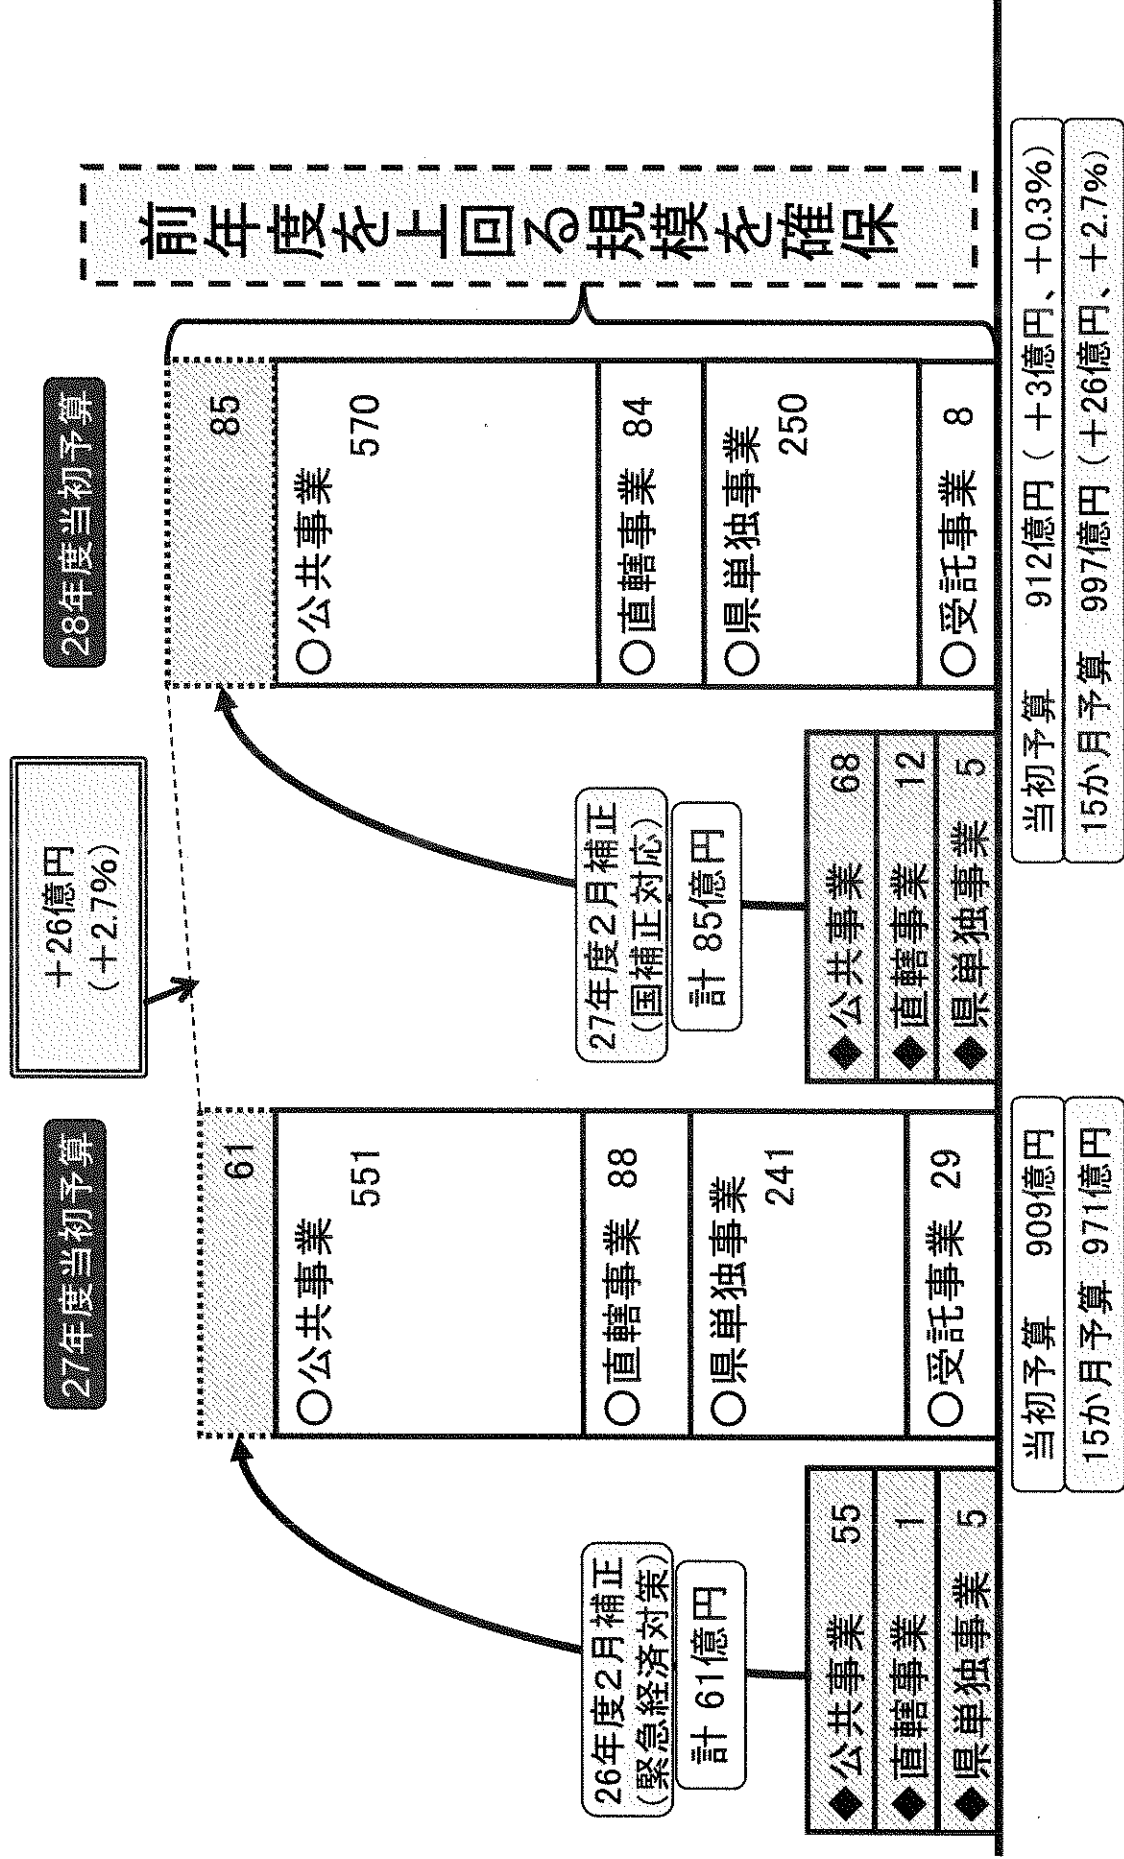 27年度当初予算
28年度当初予算
+26億円
(+2.7%)
26年度2月補正
(緊急経済対策)
計 61億円
◆公共事業 55
◆直轄事業 1
◆県単独事業 5
61
○公共事業
551
○直轄事業 88
○県単独事業
241
○受託事業 29
27年度2月補正
(国補正対応)
計 85億円
◆公共事業 68
◆直轄事業 12
◆県単独事業 5
85
○公共事業
570
○直轄事業 84
○県単独事業
250
○受託事業 8
前年度を上回る規模を確保
当初予算 909億円
15か月予算 971億円
当初予算 912億円(+3億円、+0.3%)
15か月予算 997億円(+26億円、+2.7%)